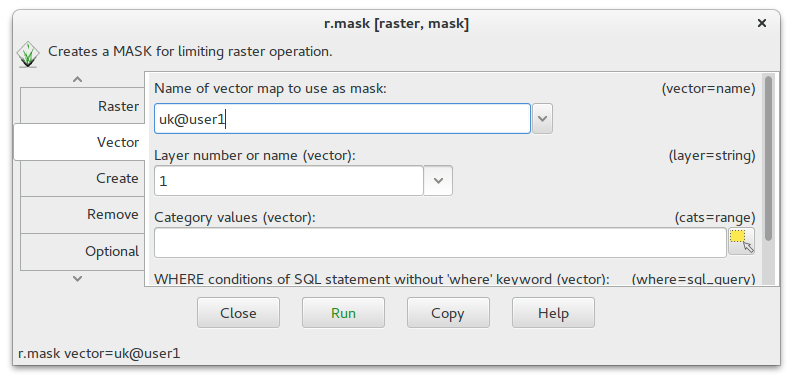 r.mask [raster, mask]
Creates a MASK for limiting raster operation.
Raster
Vector
Create
Remove
Optional
Name of vector map to use as mask: (vector=name)
uk@user1
Layer number or name (vector): (layer=string)
1
Category values (vector): (cats=range)
WHERE conditions of SQL statement without 'where' keyword (vector): (where=sql_query)
Close Run Copy Help
r.mask vector=uk@user1